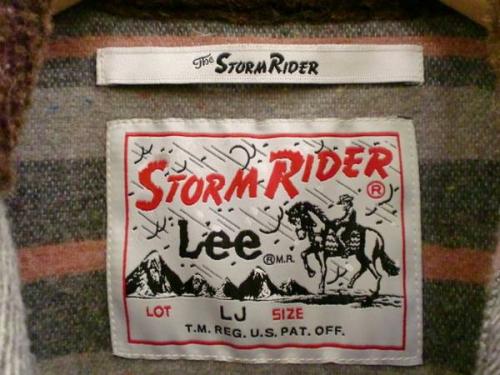 The STORM RIDER
STORM RIDER ®
Lee ® M.R.
LOT LJ SIZE
T.M. REG. U.S. PAT. OFF.